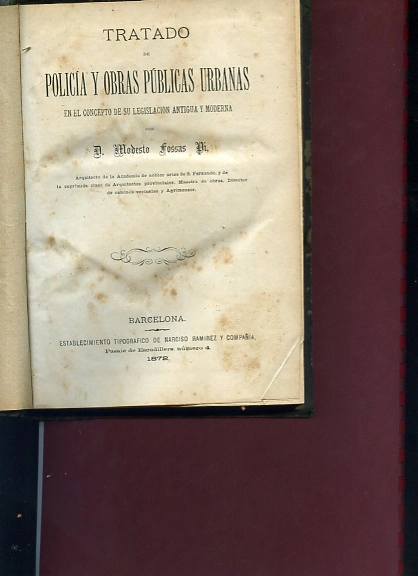 TRATADO
DE
POLICÍA Y OBRAS PÚBLICAS URBANAS
EN EL CONCEPTO DE SU LEGISLACION ANTIGUA Y MODERNA
POR
D. Modesto Fossas Pi,
Arquitecto de la Academia de nobles artes de S. Fernando, y de
la suprimida clase de Arquitectos provinciales, Maestro de obras, Director
de caminos vecinales y Agrimensor.
BARCELONA.
ESTABLECIMIENTO TIPOGRAFICO DE NARCISO RAMIREZ Y COMPAÑÍA,
Pasaje de Escudillers, número 4.
1872.